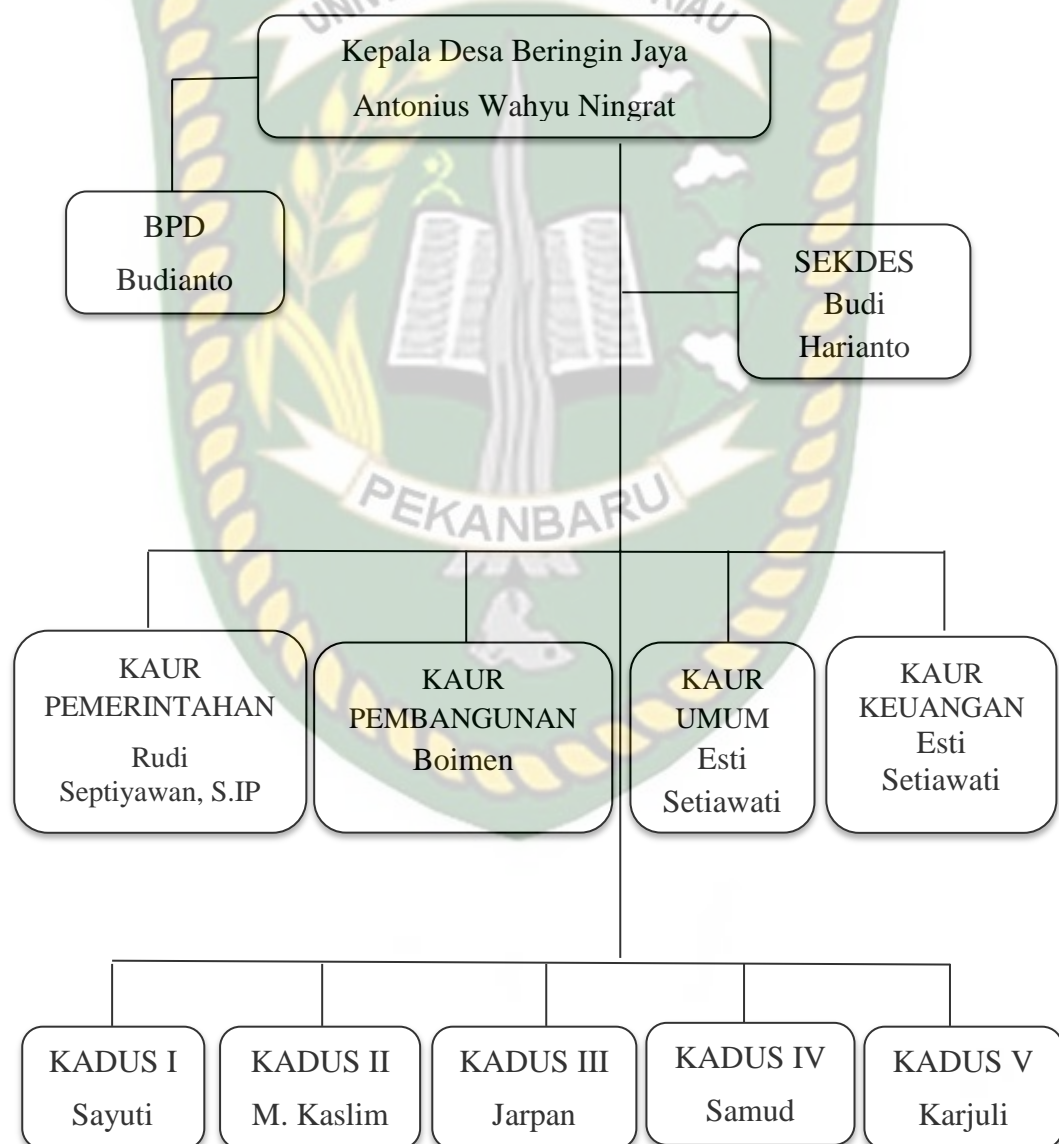 Kepala Desa Beringin Jaya
Antonius Wahyu Ningrat
BPD
Budianto
SEKDES
Budi
Harianto
PEKANBARU
KAUR
PEMERINTAHAN
Rudi
Septiyawan, S.IP
KAUR
PEMBANGUNAN
Boimen
KAUR
UMUM
Esti
Setiawati
KAUR
KEUANGAN
Esti
Setiawati
KADUS I
Sayuti
KADUS II
M. Kaslim
KADUS III
Jarpan
KADUS IV
Samud
KADUS V
Karjuli